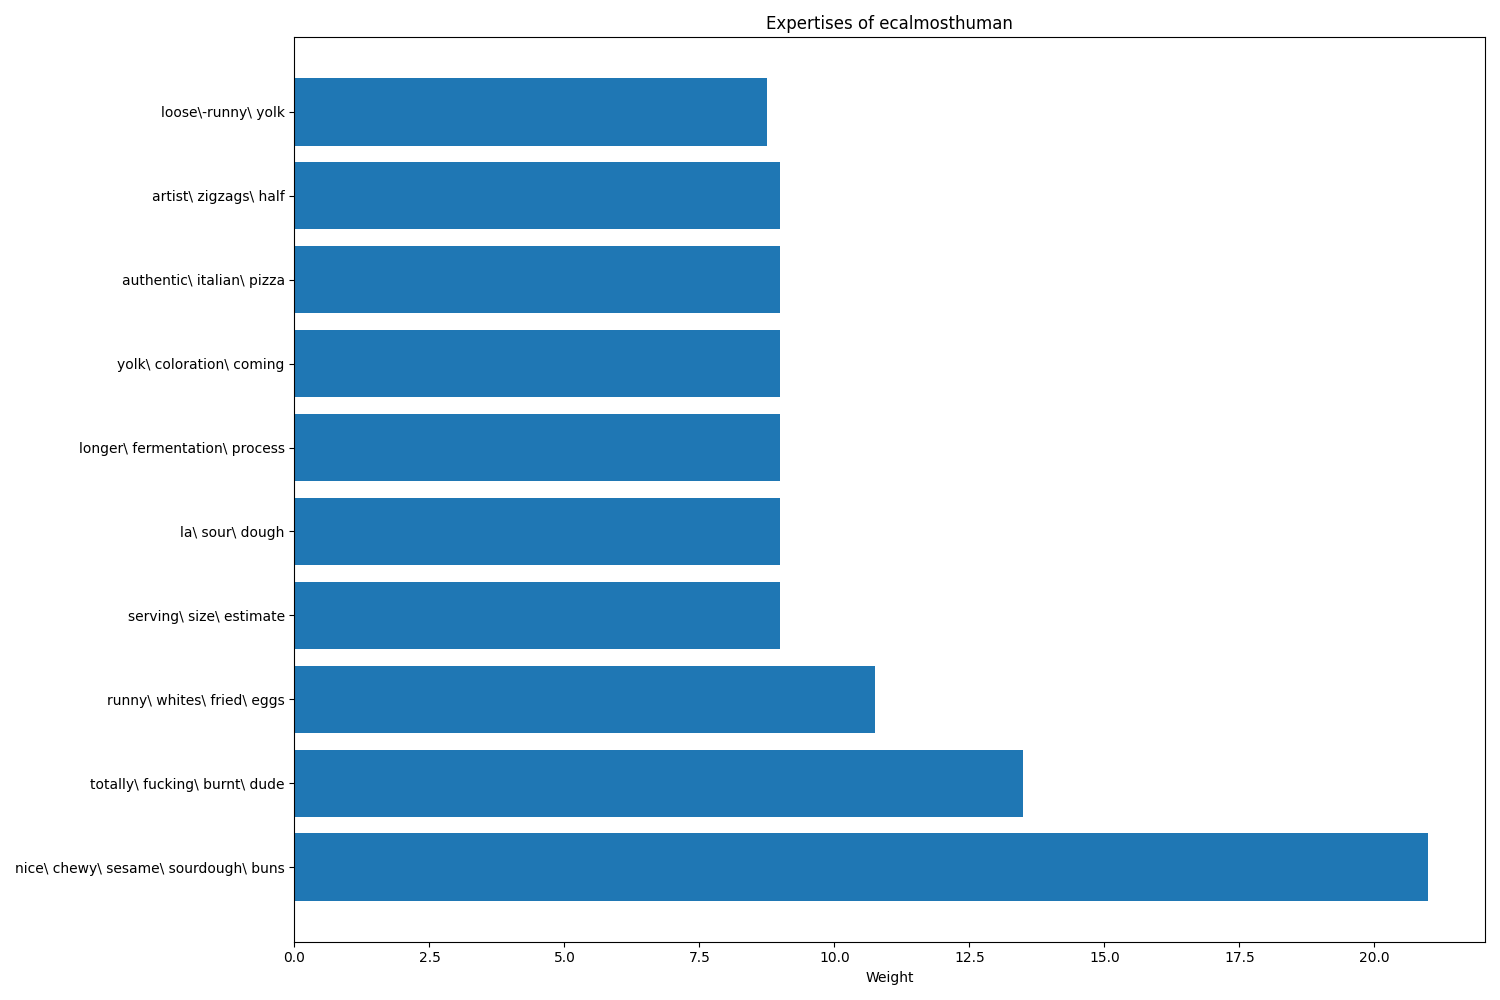 Expertises of ecalmosthuman
loose\-runny\ yolk
artist\ zigzags\ half
authentic\ italian\ pizza
yolk\ coloration\ coming
longer\ fermentation\ process
la\ sour\ dough
serving\ size\ estimate
runny\ whites\ fried\ eggs
totally\ fucking\ burnt\ dude
nice\ chewy\ sesame\ sourdough\ buns
0.0 2.5 5.0 7.5 10.0 12.5 15.0 17.5 20.0
Weight